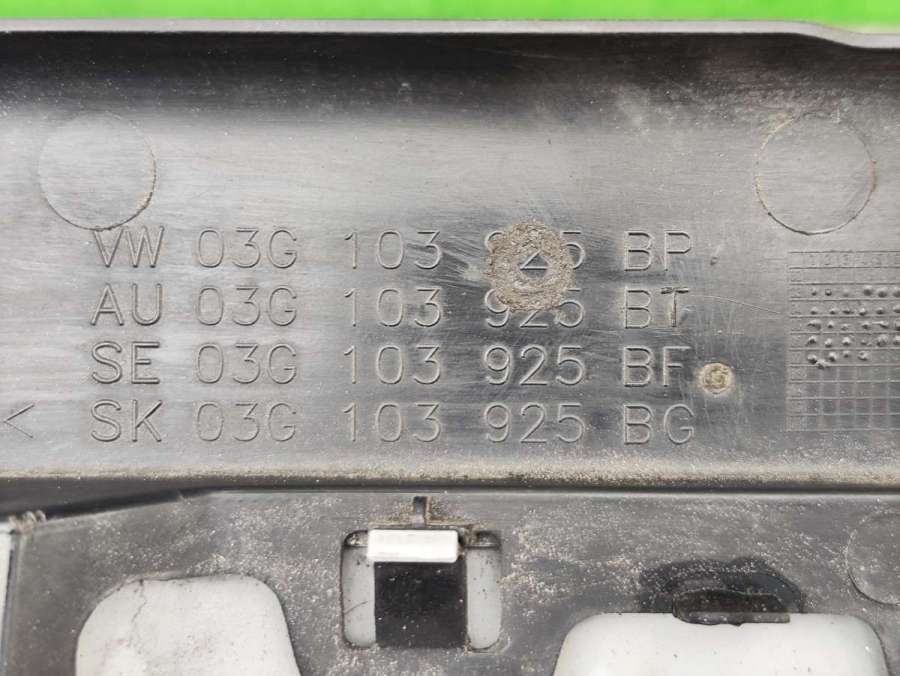 VW 03G 103 925 BP
AU 03G 103 925 BT
SE 03G 103 925 BF
< SK 03G 103 925 BG